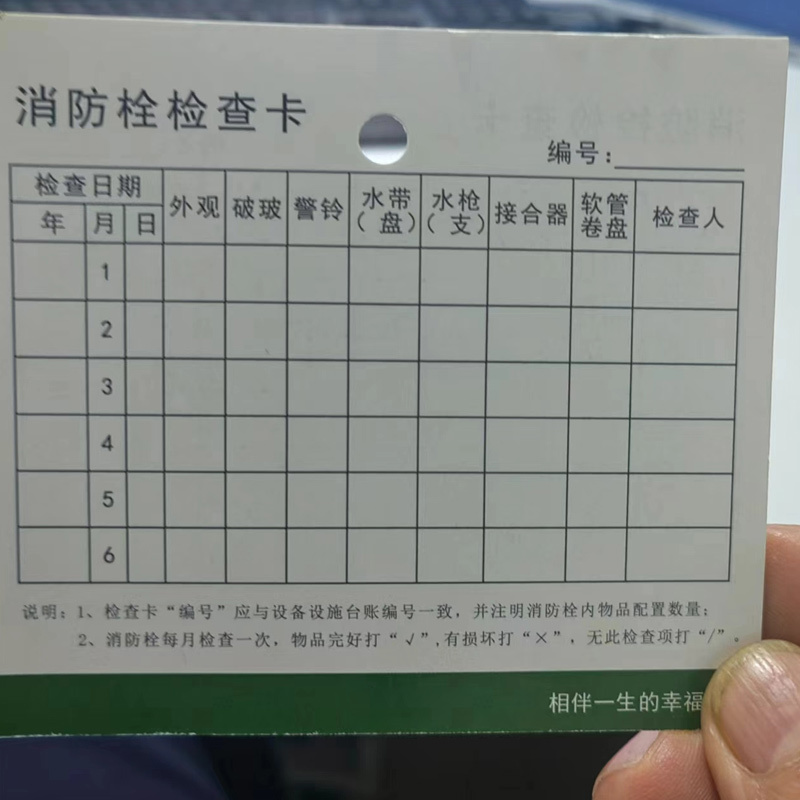 消防栓检查卡
编号:
检查日期 外观 破玻 警铃 水带（盘） 水枪（支） 接合器 软管卷盘 检查人
年 月 日
1
2
3
4
5
6
说明：1、检查卡“编号”应与设备设施台账编号一致，并注明消防栓内物品配置数量；
2、消防栓每月检查一次，物品完好打“√”,有损坏打“×”，无此检查项打“/”。
相伴一生的幸福